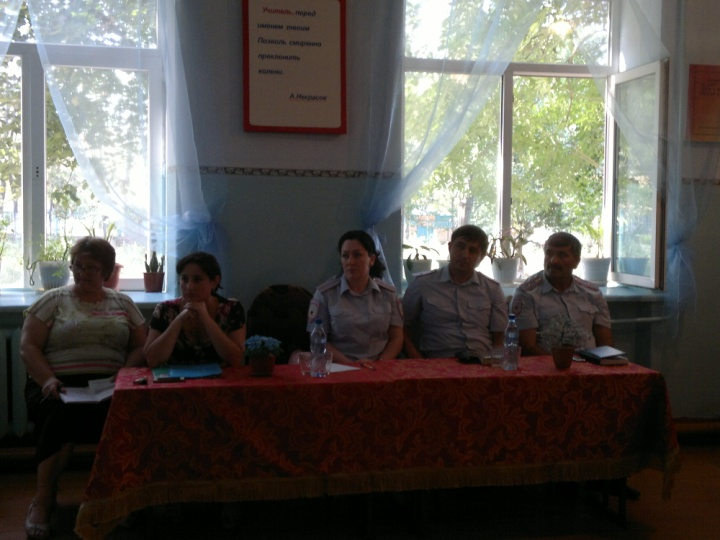 Учитель, перед
именем твоим
Позволь смиренно
преклонить
колени.
А.Некрасов